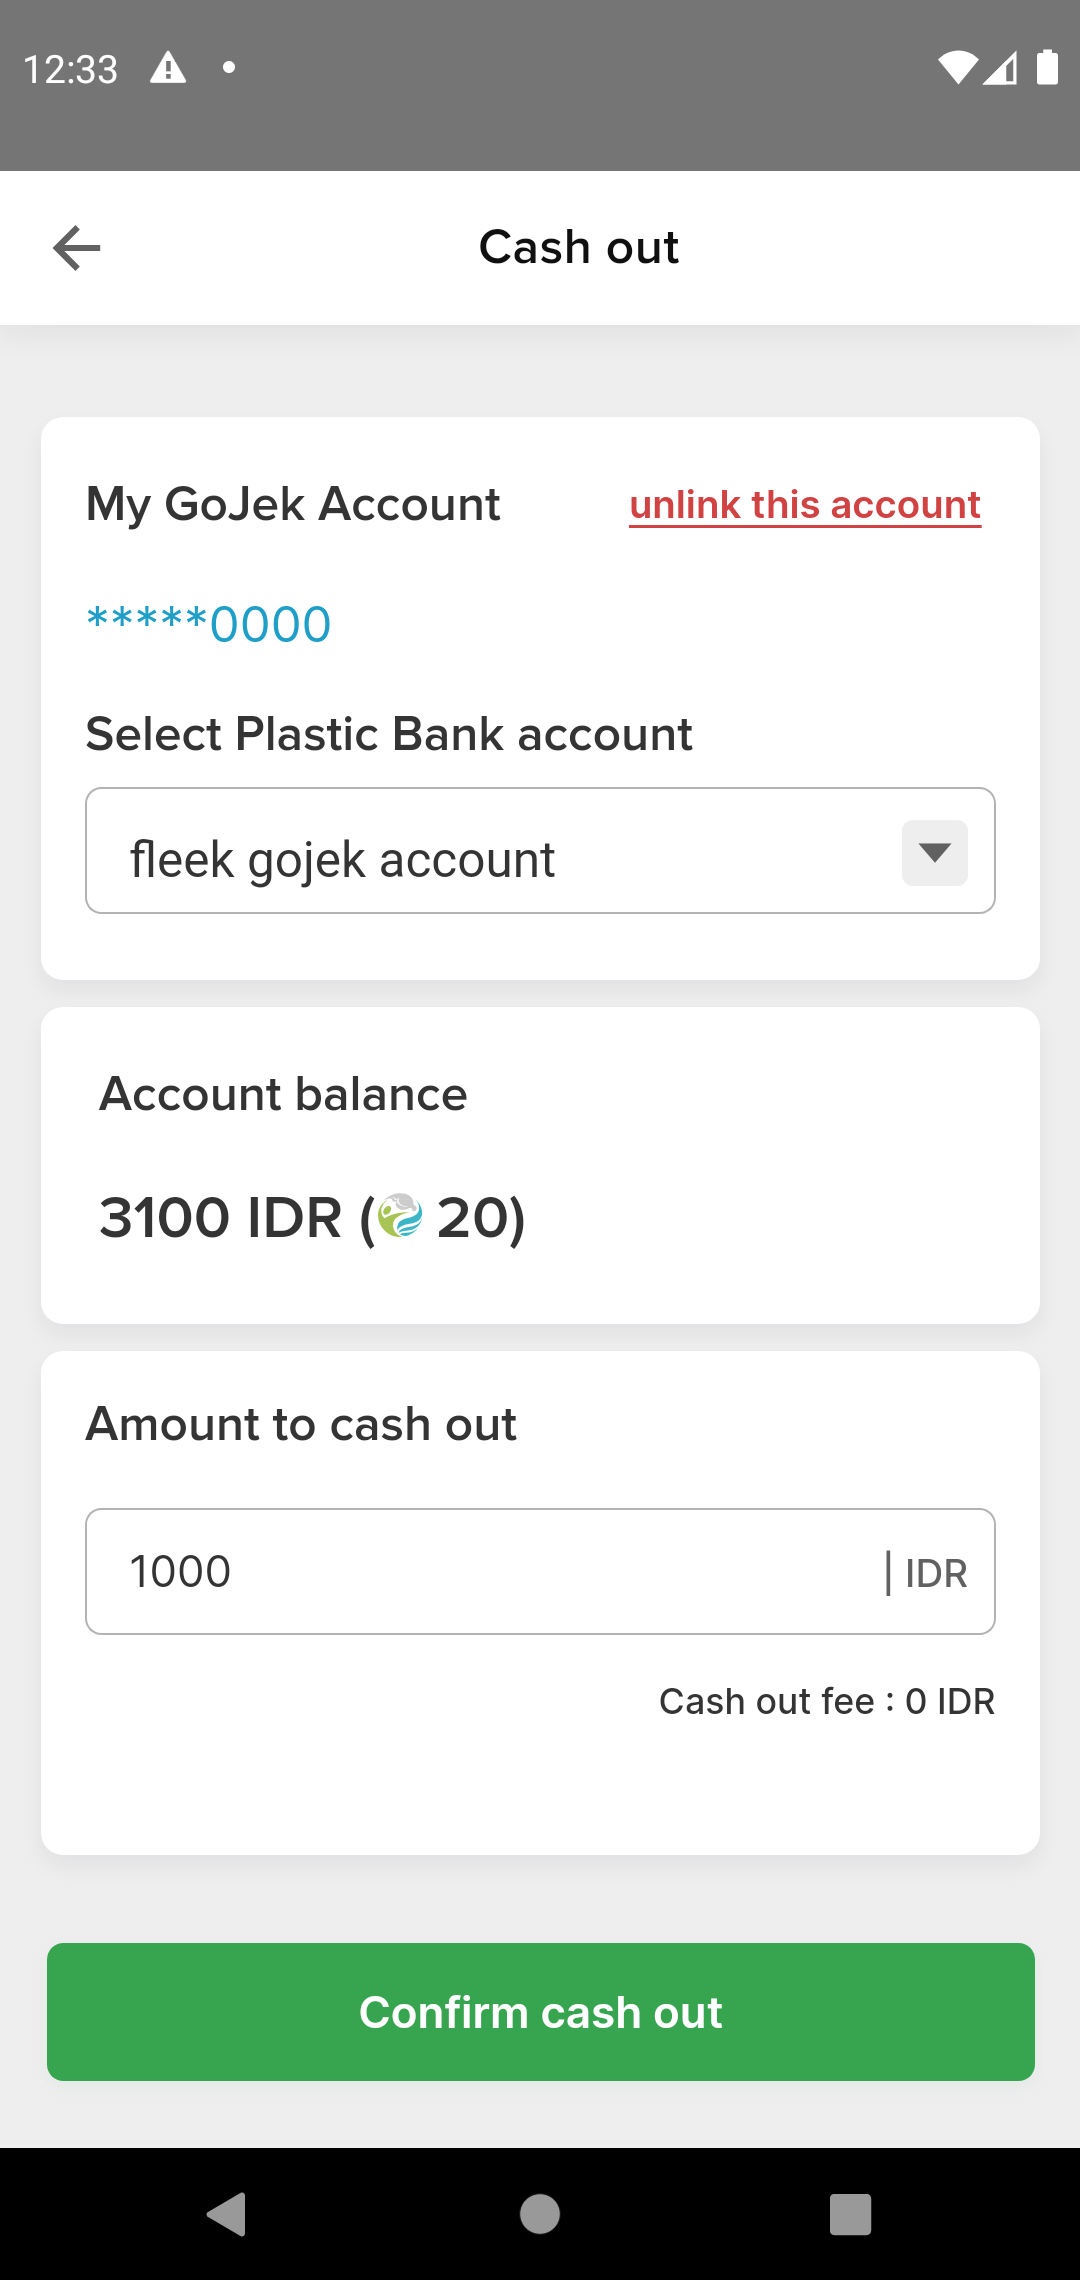 12:33
Cash out
My GoJek Account
unlink this account
*****0000
Select Plastic Bank account
fleek gojek account
Account balance
3100 IDR ( 20)
Amount to cash out
1000 | IDR
Cash out fee : 0 IDR
Confirm cash out